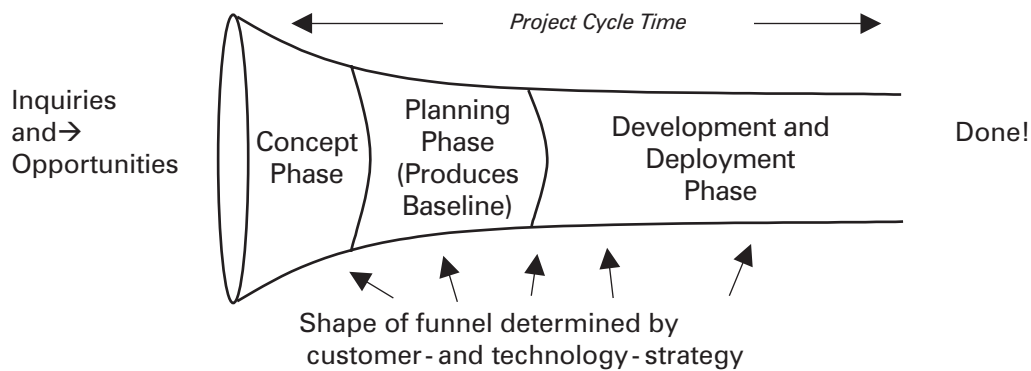 Project Cycle Time
Inquiries
and→
Opportunities
Concept
Phase
Planning
Phase
(Produces
Baseline)
Development and
Deployment
Phase
Done!
Shape of funnel determined by
customer- and technology-strategy